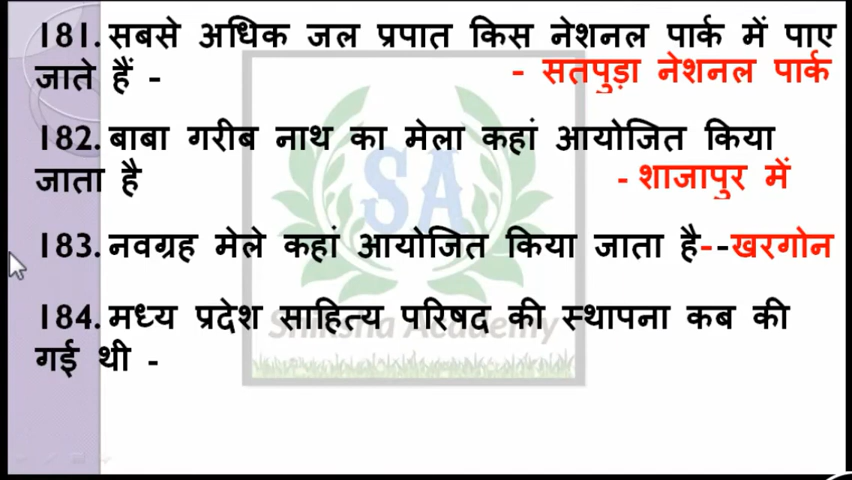 181. सबसे अधिक जल प्रपात किस नेशनल पार्क में पाए
जाते हैं - - सतपुड़ा नेशनल पार्क
182. बाबा गरीब नाथ का मेला कहां आयोजित किया
जाता है - शाजापुर में
183. नवग्रह मेले कहां आयोजित किया जाता है--खरगोन
184. मध्य प्रदेश साहित्य परिषद की स्थापना कब की
गई थी -
SA
Shiksha Academy